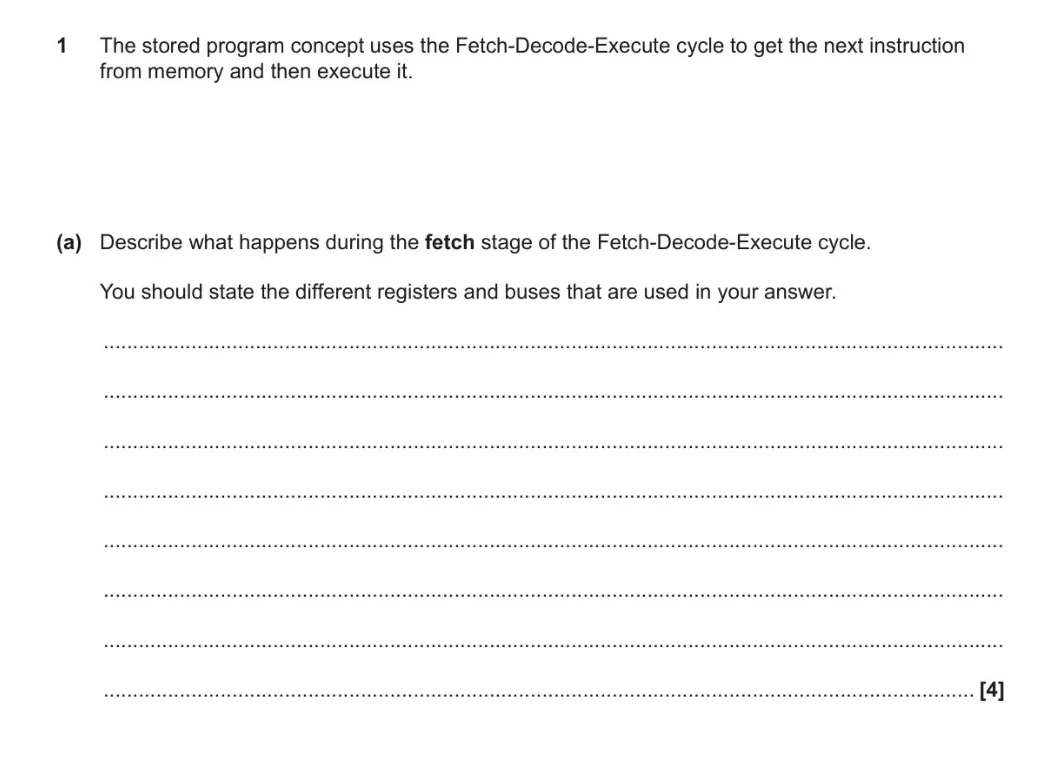 1 The stored program concept uses the Fetch-Decode-Execute cycle to get the next instruction
from memory and then execute it.
(a) Describe what happens during the fetch stage of the Fetch-Decode-Execute cycle.
You should state the different registers and buses that are used in your answer.
..........................................................................................................................................................
..........................................................................................................................................................
..........................................................................................................................................................
..........................................................................................................................................................
..........................................................................................................................................................
..........................................................................................................................................................
..........................................................................................................................................................
..................................................................................................................................................... [4]